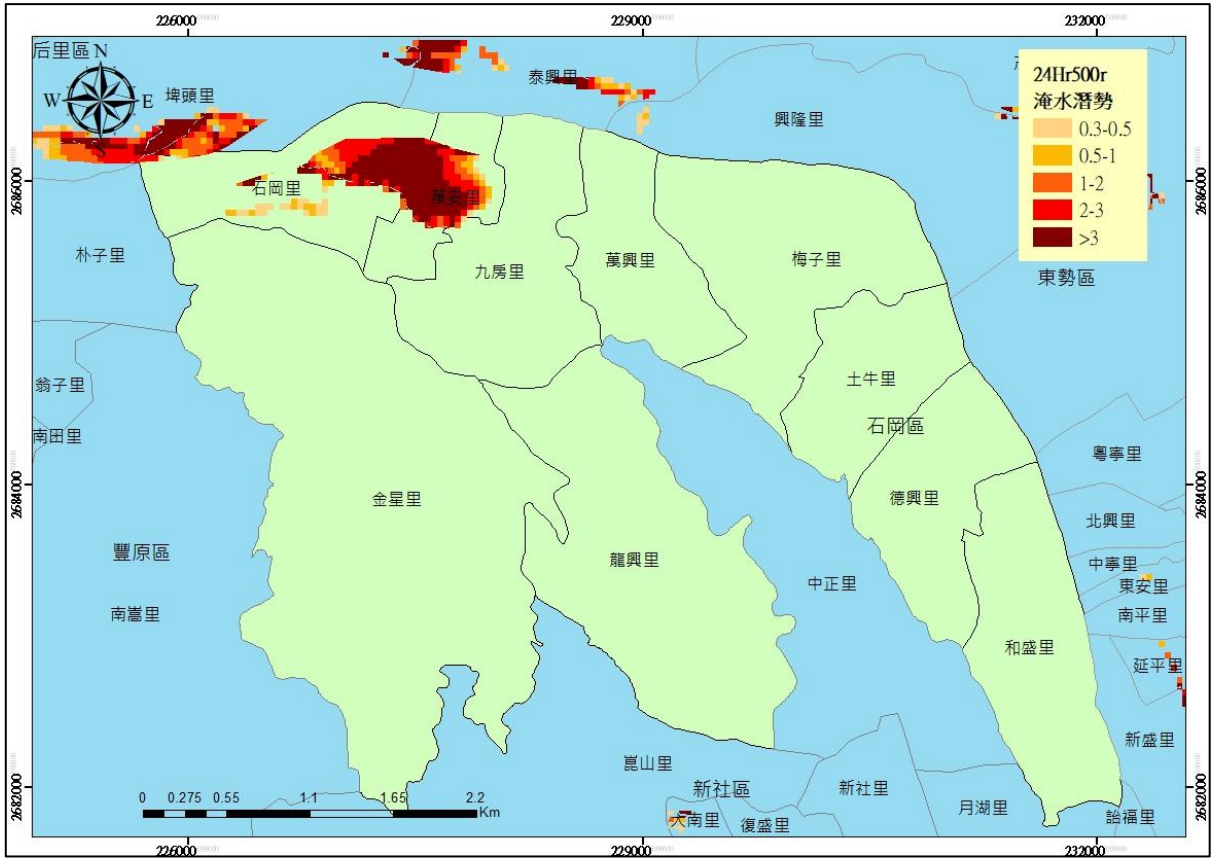 226000
229000
232000
后里區
N
W
E
S
埤頭里
泰興里
興隆里
24Hr500r
淹水潛勢
0.3-0.5
0.5-1
1-2
2-3
>3
2686000
2686000
石岡里
萬安里
朴子里
九房里
萬興里
梅子里
東勢區
翁子里
土牛里
南田里
石岡區
粵寧里
2684000
2684000
金星里
德興里
北興里
豐原區
龍興里
中正里
中寧里
東安里
南嵩里
南平里
和盛里
延平里
新盛里
崑山里
新社區
新社里
月湖里
2682000
2682000
0 0.275 0.55 1.1 1.65 2.2
Km
大南里
復盛里
詒福里
226000
229000
232000